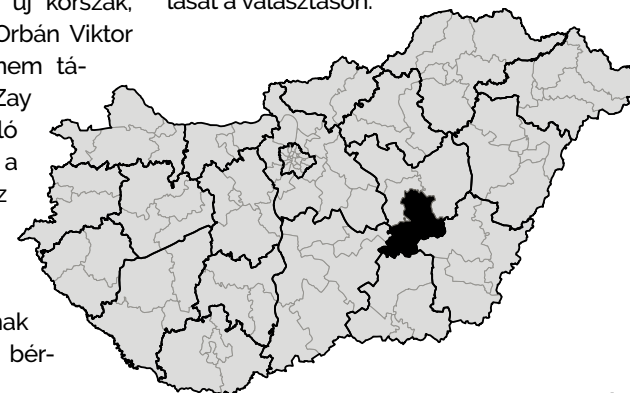 új korszak,
Orbán Viktor
nem tá-
Zay
ló
a
z
nak
bér-
tását a választáson.